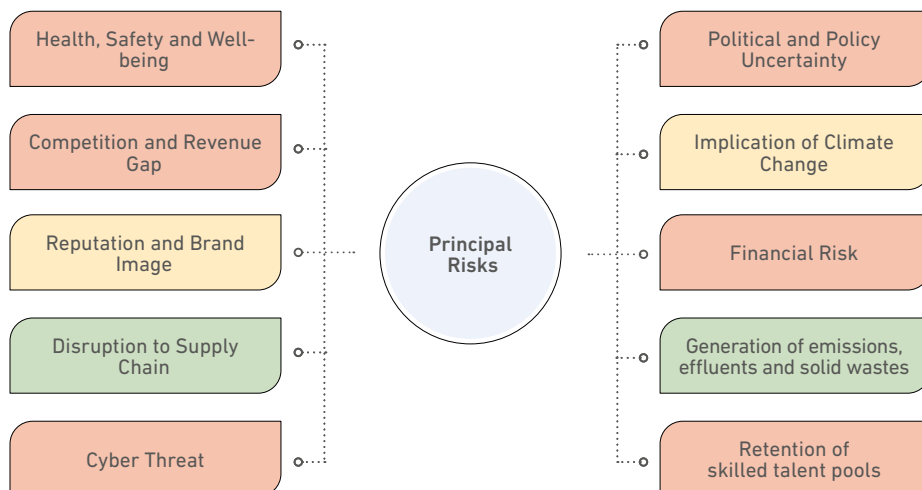 Health, Safety and Well-
being
Competition and Revenue
Gap
Reputation and Brand
Image
Disruption to Supply
Chain
Cyber Threat
Principal
Risks
Political and Policy
Uncertainty
Implication of Climate
Change
Financial Risk
Generation of emissions,
effluents and solid wastes
Retention of
skilled talent pools